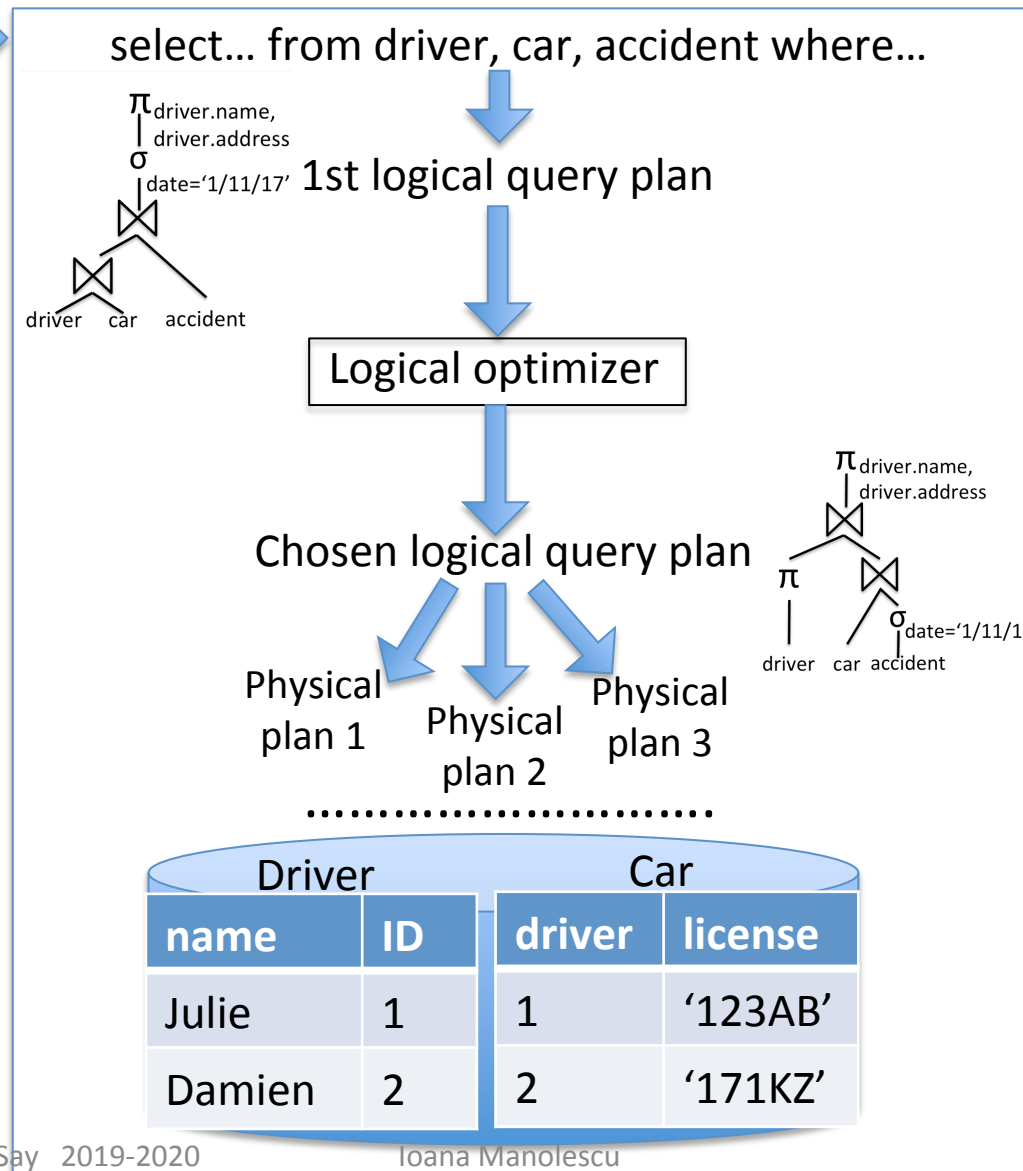 select… from driver, car, accident where…
π driver.name,
driver.address
σ
date=‘1/11/17’
1st logical query plan
driver car accident
Logical optimizer
π driver.name,
driver.address
Chosen logical query plan
π
σ date=‘1/11/1
driver car accident
Physical
plan 1
Physical
plan 2
Physical
plan 3
Driver Car
name ID driver license
Julie 1 1 ‘123AB’
Damien 2 2 ‘171KZ’
Say 2019-2020 Ioana Manolescu